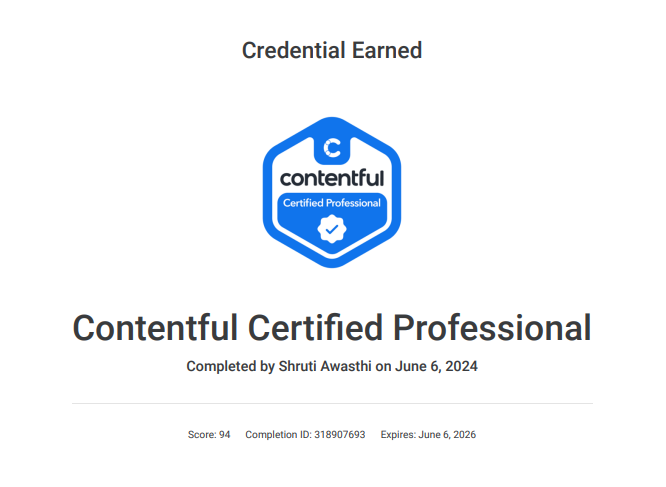 Credential Earned
contentful
Certified Professional
Contentful Certified Professional
Completed by Shruti Awasthi on June 6, 2024
Score: 94 Completion ID: 318907693 Expires: June 6, 2026